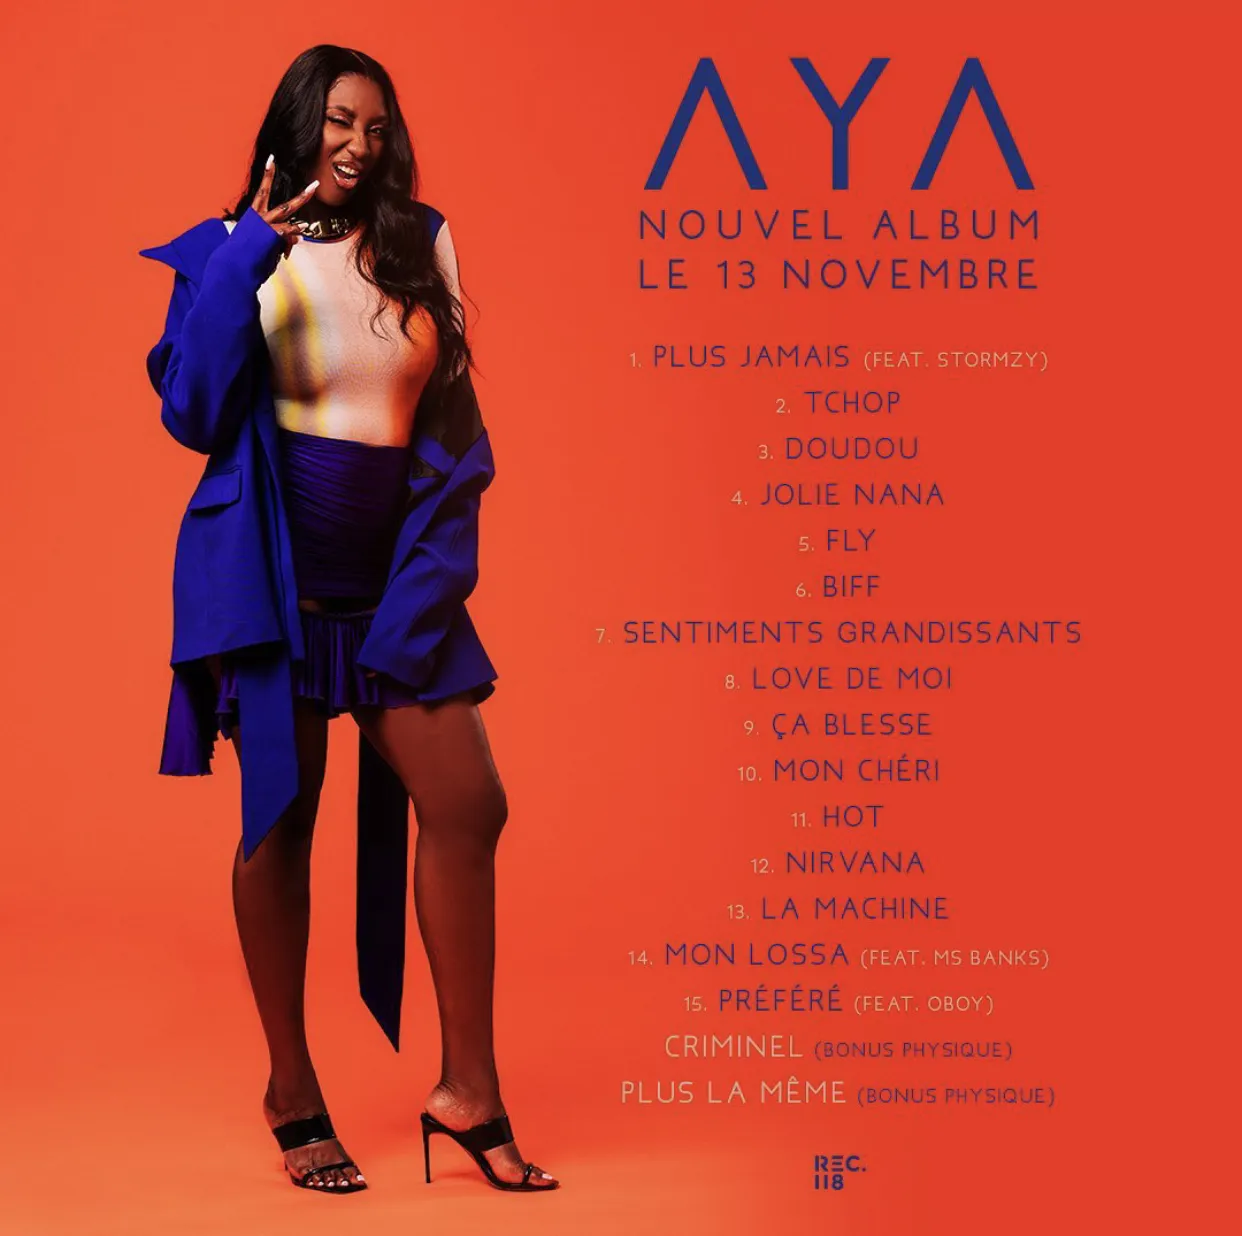 AYA
NOUVEL ALBUM
LE 13 NOVEMBRE
1. PLUS JAMAIS (FEAT. STORMZY)
2. TCHOP
3. DOUDOU
4. JOLIE NANA
5. FLY
6. BIFF
7. SENTIMENTS GRANDISSANTS
8. LOVE DE MOI
9. ÇA BLESSE
10. MON CHÉRI
11. HOT
12. NIRVANA
13. LA MACHINE
14. MON LOSSA (FEAT. MS BANKS)
15. PRÉFÉRÉ (FEAT. OBOY)
CRIMINEL (BONUS PHYSIQUE)
PLUS LA MÊME (BONUS PHYSIQUE)
REC.
118